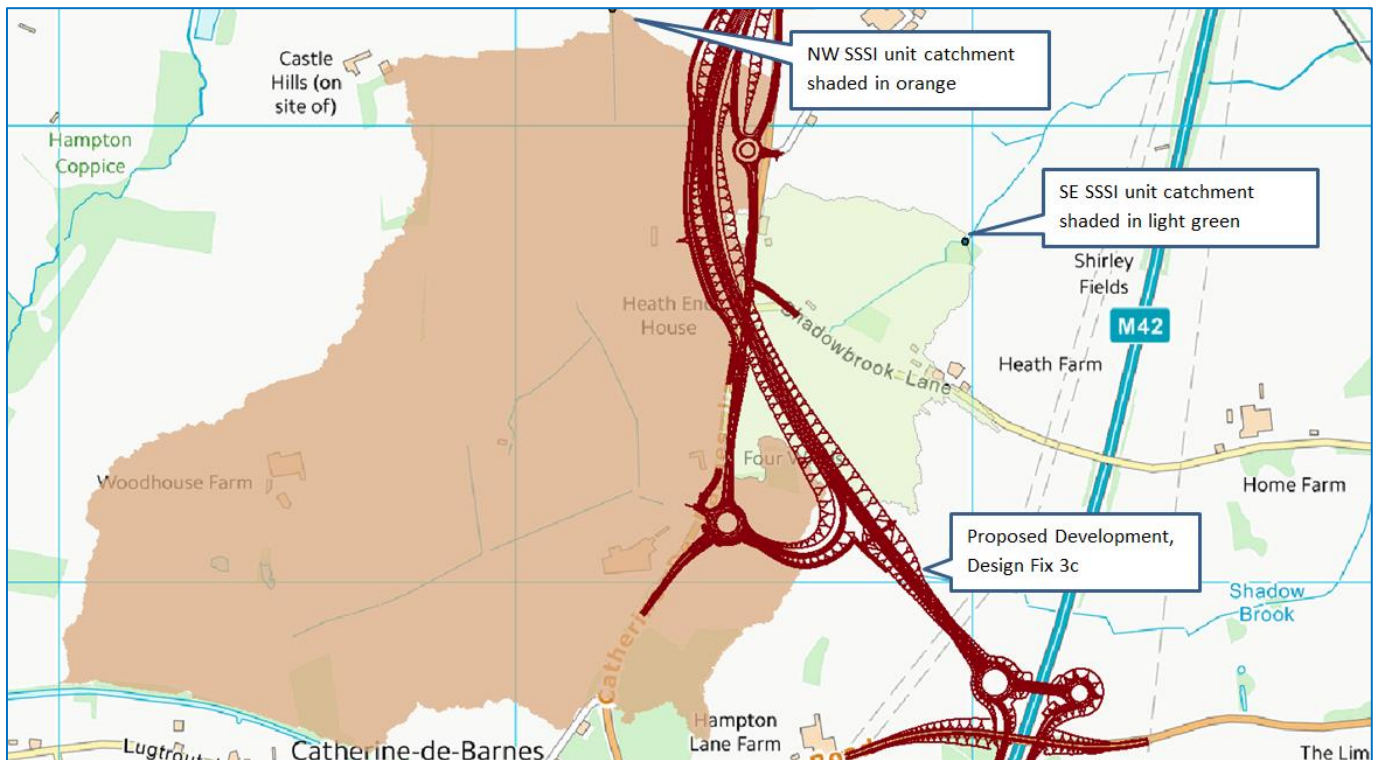 NW SSSI unit catchment
shaded in orange
Castle
Hills (on
site of)
Hampton
Coppice
SE SSSI unit catchment
shaded in light green
Shirley
Fields
M42
Heath End
House
Shadowbrook Lane
Heath Farm
Woodhouse Farm
Home Farm
Proposed Development,
Design Fix 3c
Shadow
Brook
Hampton
Lane Farm
Catherine-de-Barnes
The Lim